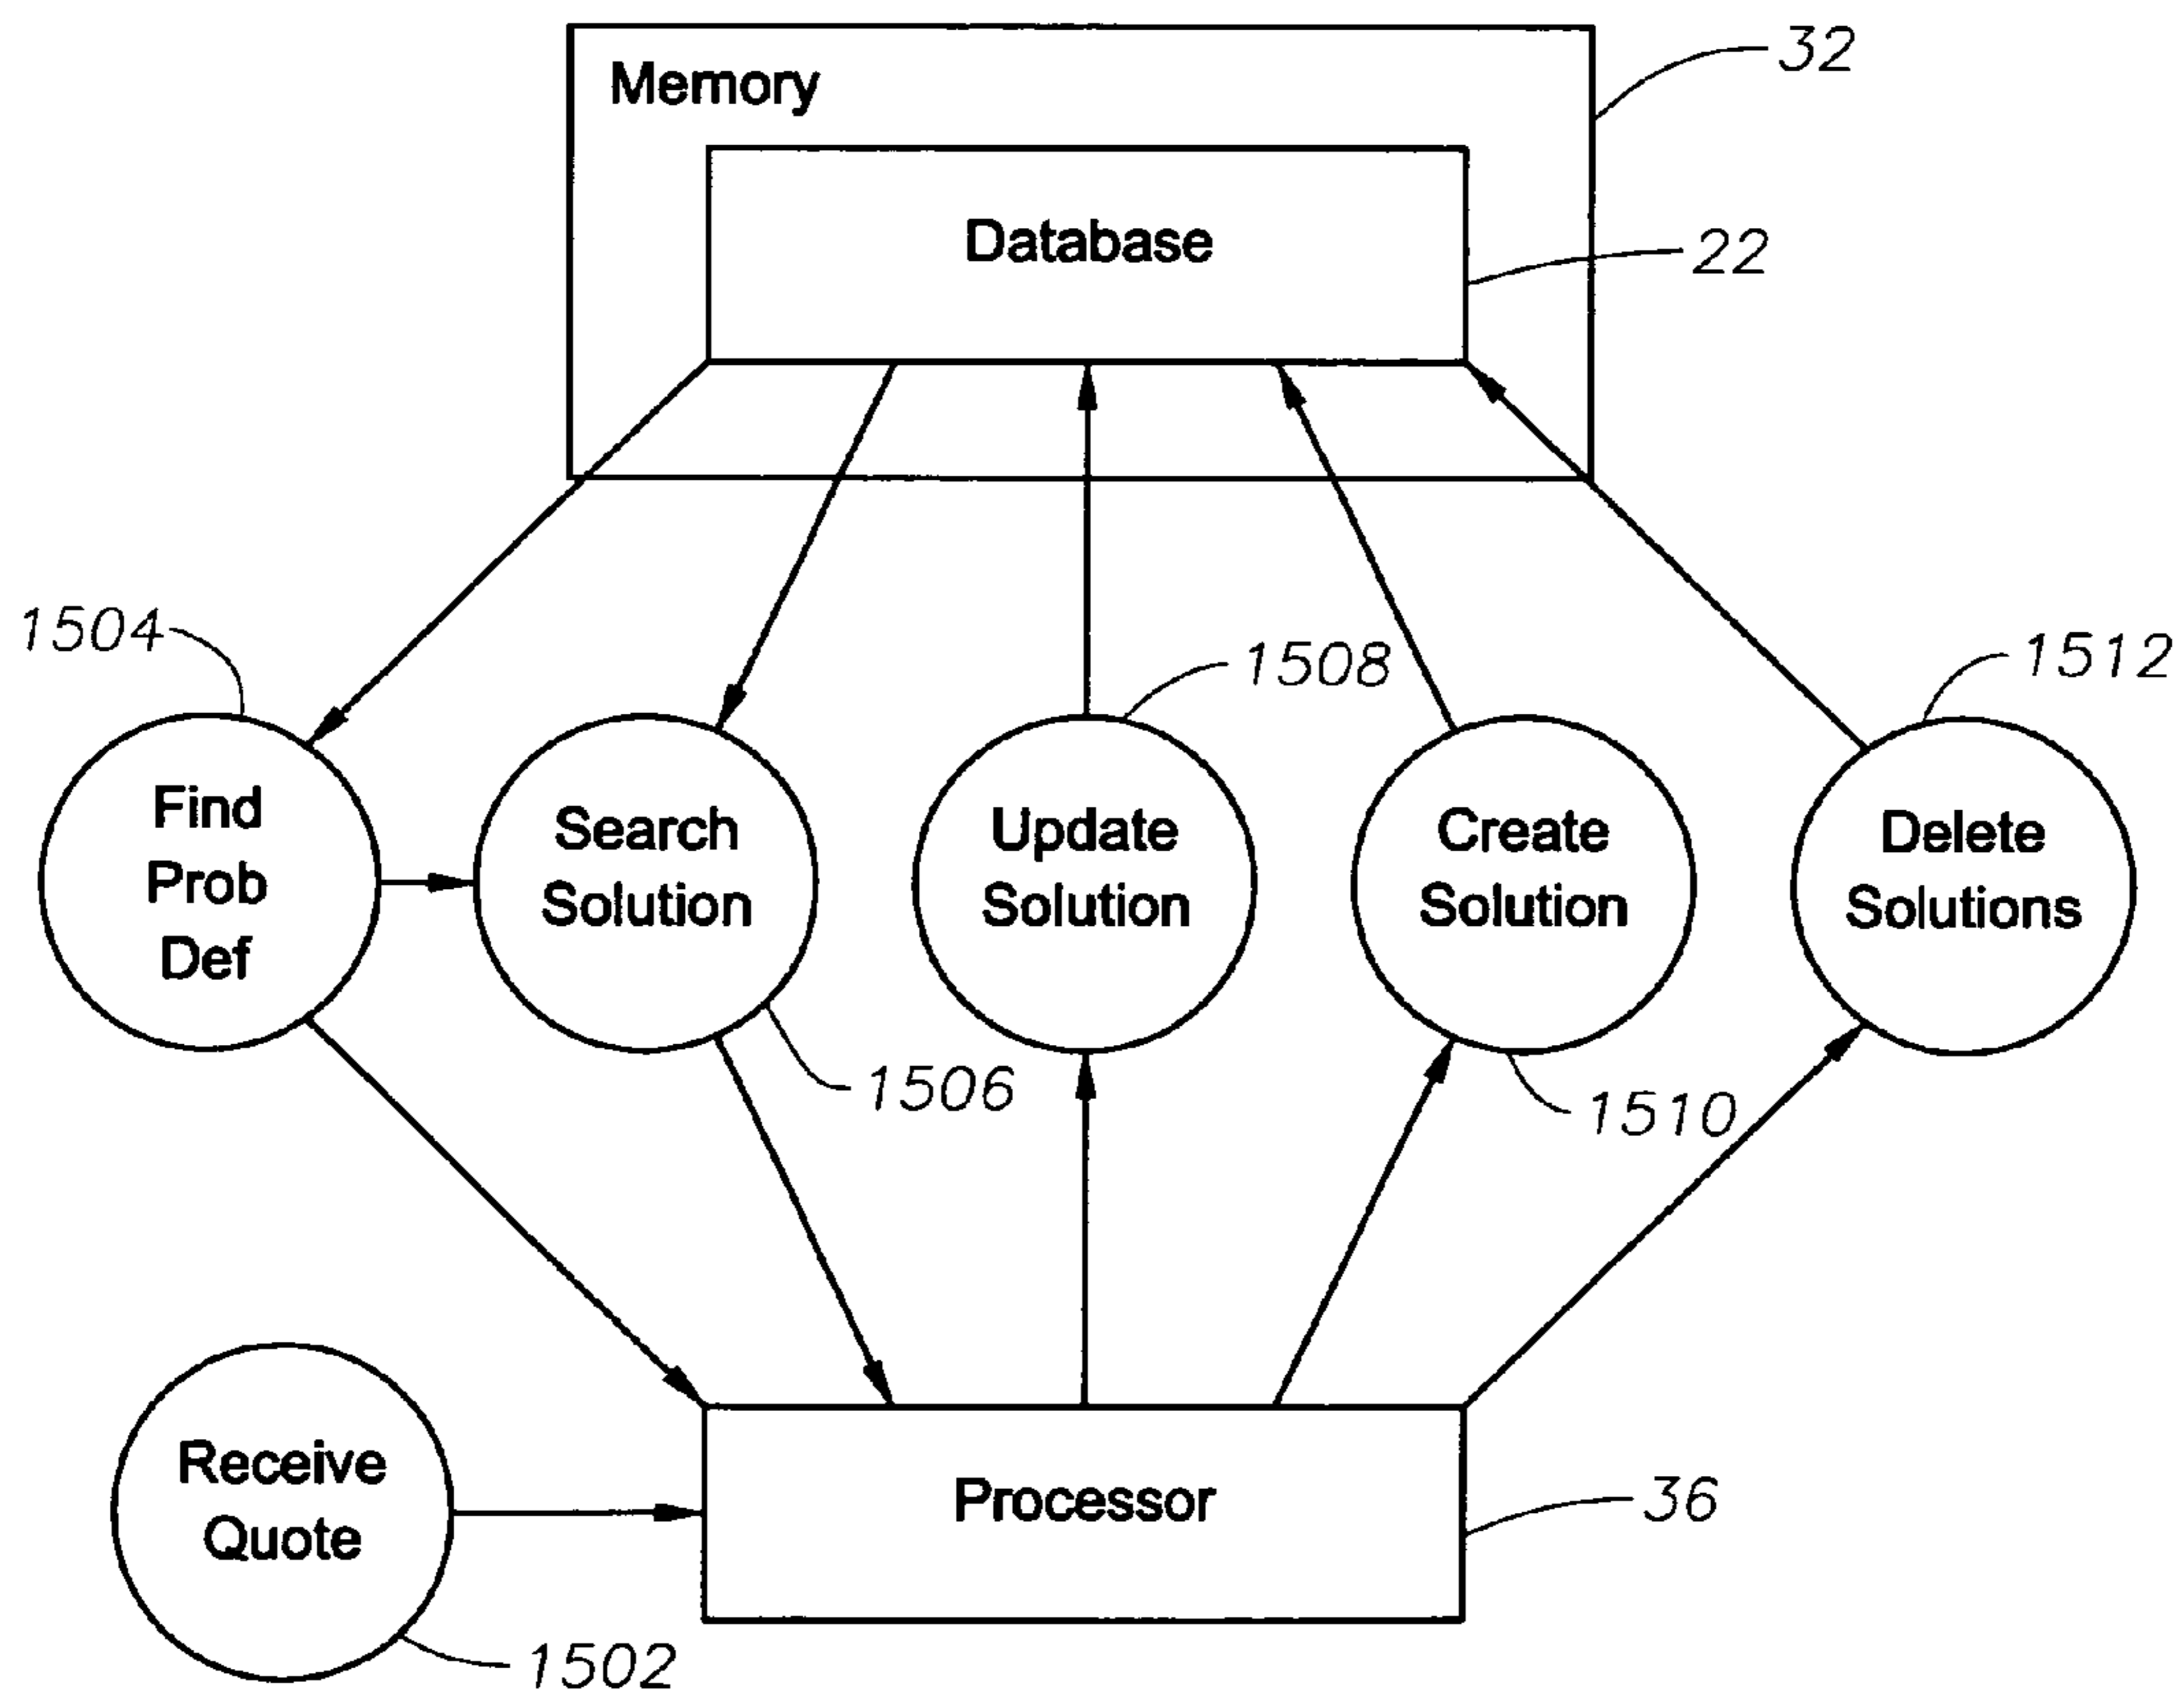 Memory
32
Database
22
1504
1508
1512
Find
Prob
Def
Search
Solution
Update
Solution
Create
Solution
Delete
Solutions
1506
1510
Receive
Quote
Processor
36
1502